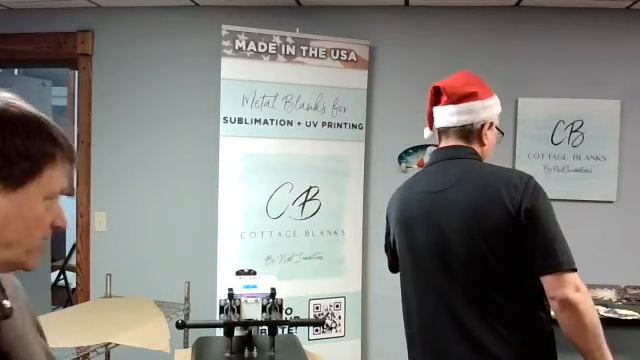 MADE IN THE USA
Metal Blanks for
SUBLIMATION + UV PRINTING
CB
COTTAGE BLANKS
CB
COTTAGE BLANKS